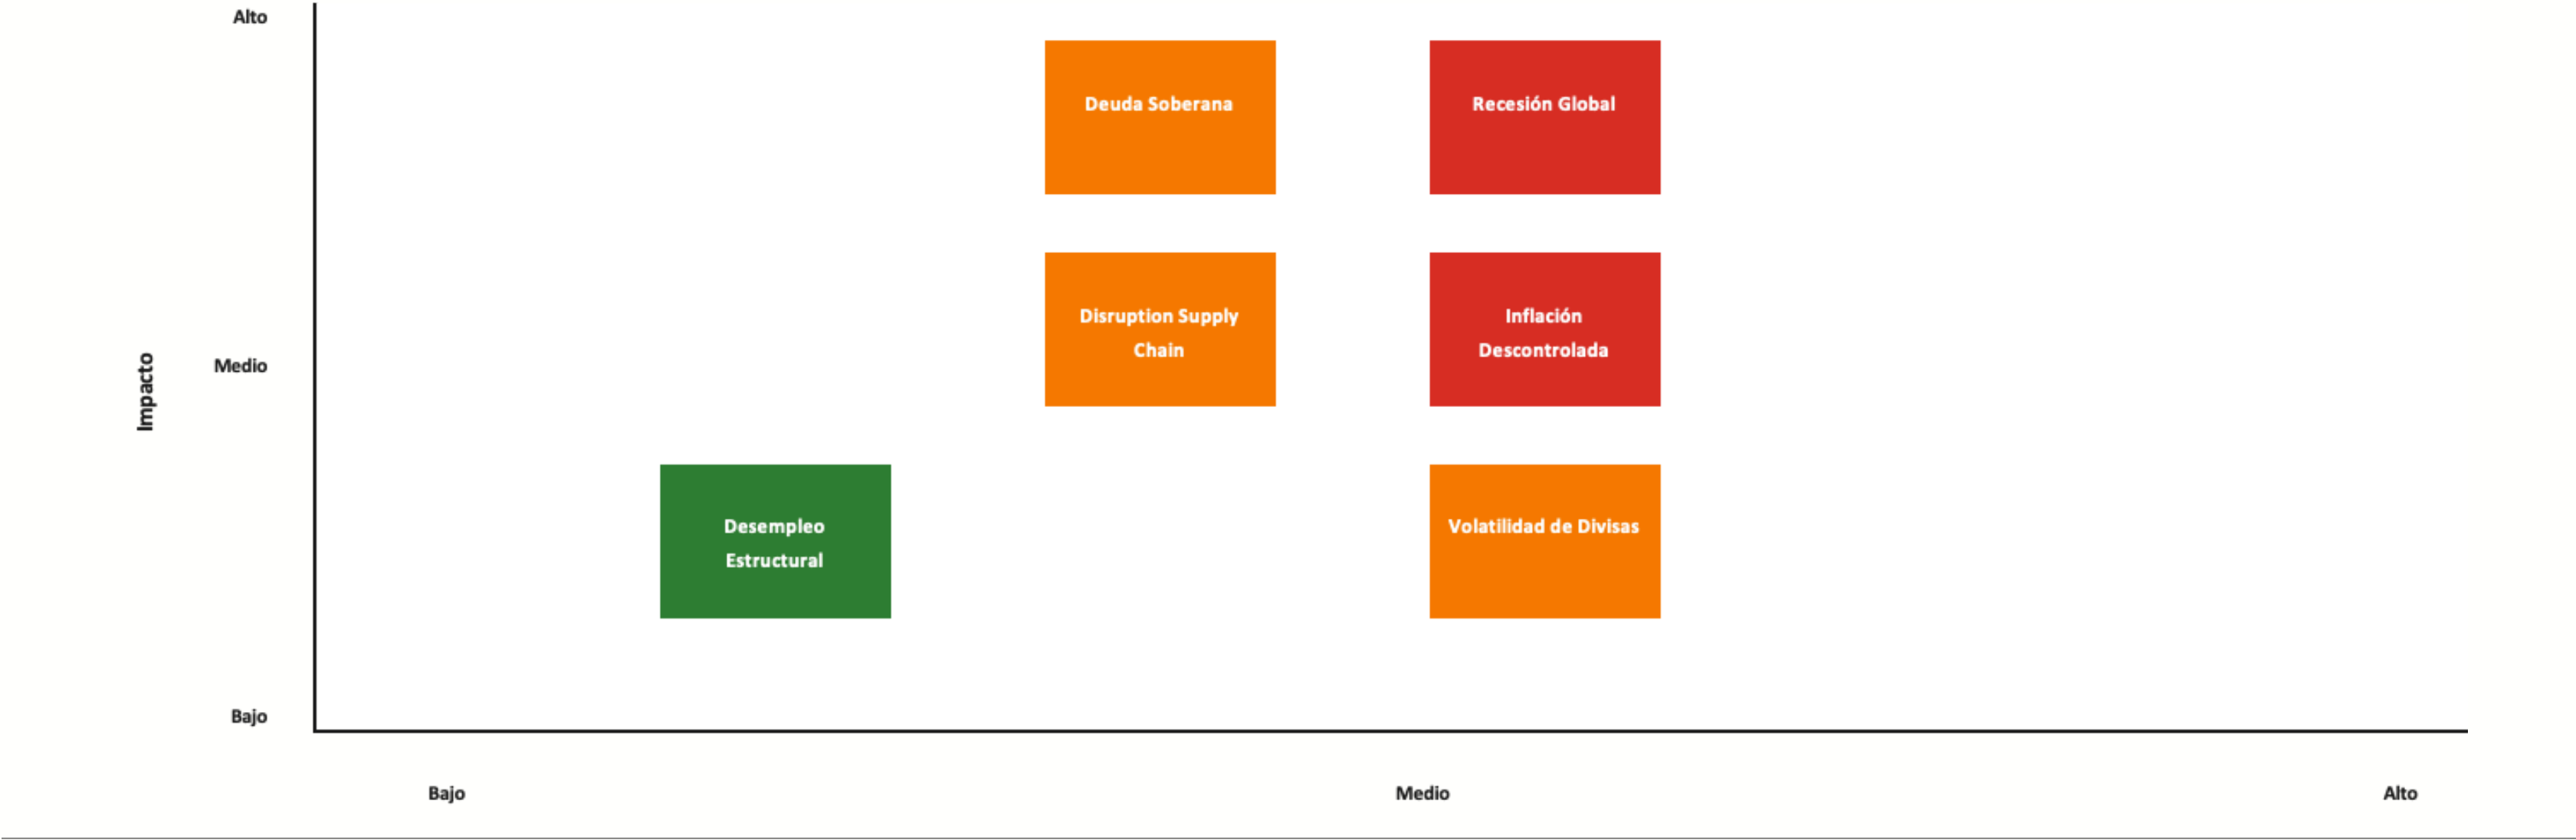 Alto
Deuda Soberana
Recesión Global
Disruption Supply
Chain
Inflación
Descontrolada
Impacto
Medio
Desempleo
Estructural
Volatilidad de Divisas
Bajo
Bajo
Medio
Alto